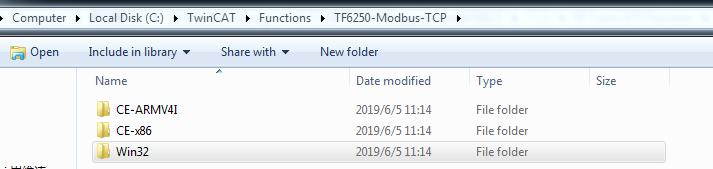 Computer ▸ Local Disk (C:) ▸ TwinCAT ▸ Functions ▸ TF6250-Modbus-TCP ▸
Open Include in library Share with New folder
Name Date modified Type Size
CE-ARMV4I 2019/6/5 11:14 File folder
CE-x86 2019/6/5 11:14 File folder
Win32 2019/6/5 11:14 File folder